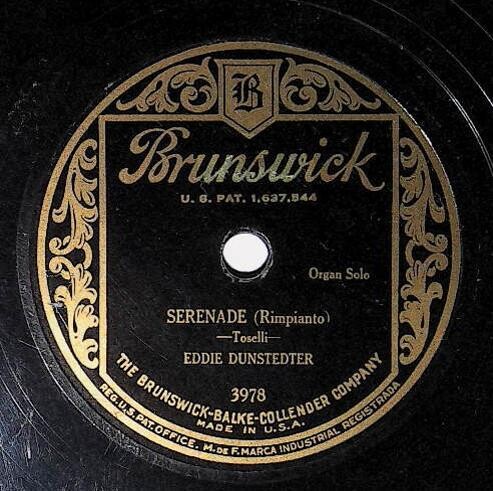 B
Brunswick
U. S. PAT. 1,637,544
Organ Solo
SERENADE (Rimpianto)
—Toselli—
EDDIE DUNSTEDTER
3978
THE BRUNSWICK-BALKE-COLLENDER COMPANY
MADE IN U.S.A.
REG. U.S. PAT. OFFICE. M. DE F. MARCA INDUSTRIAL REGISTRADA